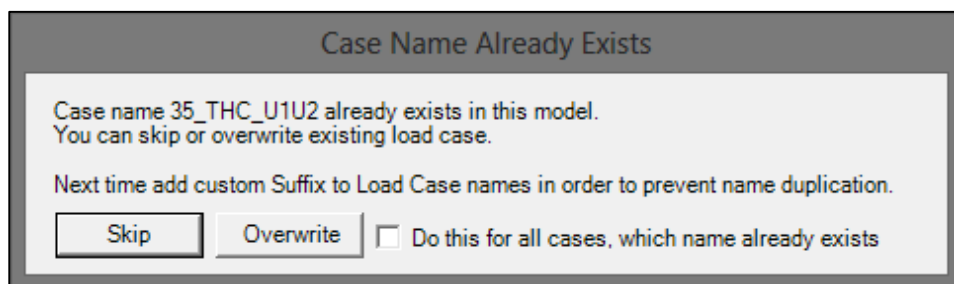 Case Name Already Exists
Case name 35_THC_U1U2 already exists in this model.
You can skip or overwrite existing load case.
Next time add custom Suffix to Load Case names in order to prevent name duplication.
Skip Overwrite Do this for all cases, which name already exists